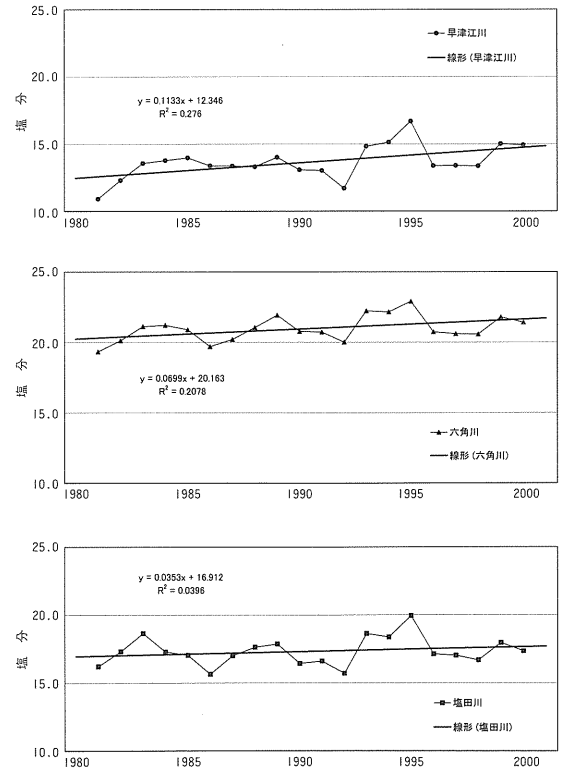 25.0
早津江川
線形(早津江川)
20.0
y = 0.1133x + 12.346
R² = 0.276
塩 分
15.0
10.0
1980 1985 1990 1995 2000
25.0
20.0
塩 分
y = 0.0699x + 20.163
R² = 0.2078
15.0
六角川
線形(六角川)
10.0
1980 1985 1990 1995 2000
25.0
y = 0.0353x + 16.912
R² = 0.0396
20.0
塩 分
15.0
塩田川
線形(塩田川)
10.0
1980 1985 1990 1995 2000